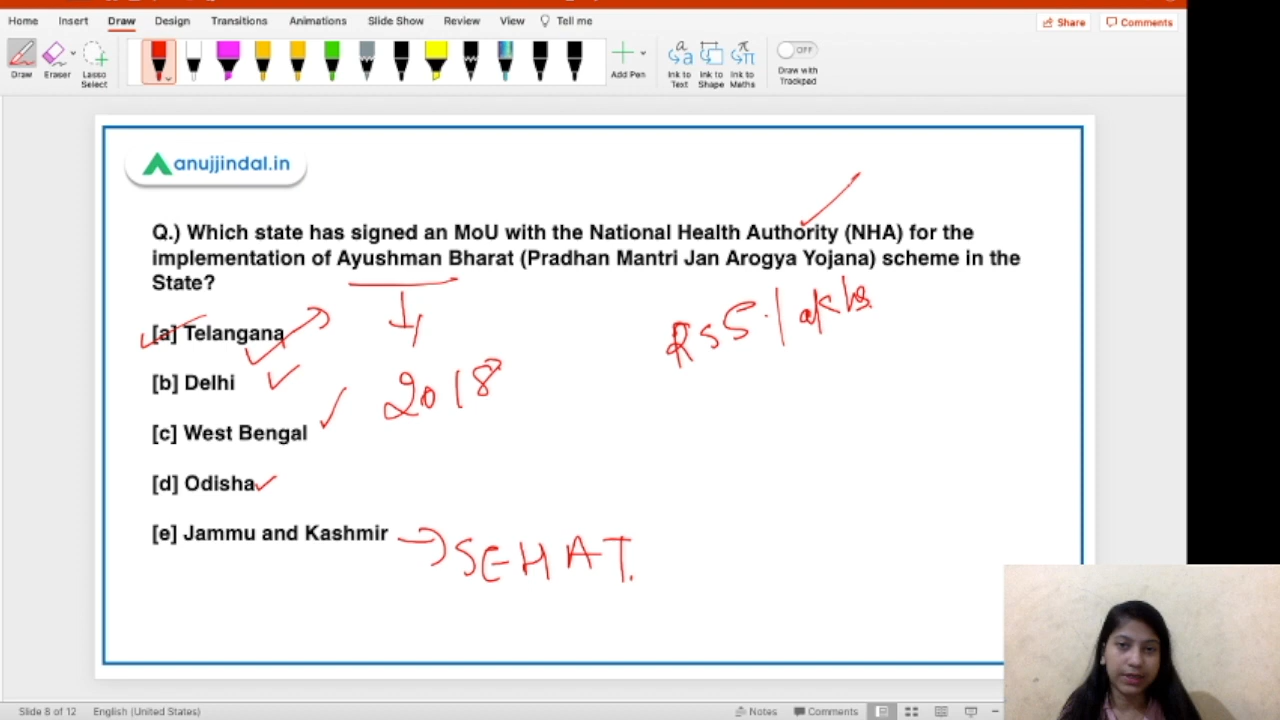 Home Insert Draw Design Transitions Animations Slide Show Review View Tell me Share Comments
Draw Eraser Lasso Select Add Pen Ink to Text Ink to Shape Ink to Maths OFF Draw with Trackpad
anujjindal.in
Q.) Which state has signed an MoU with the National Health Authority (NHA) for the
implementation of Ayushman Bharat (Pradhan Mantri Jan Arogya Yojana) scheme in the
State?
Rs 5 lakhs
[a] Telangana
2018
[b] Delhi
[c] West Bengal
[d] Odisha
[e] Jammu and Kashmir
SEHAT.
Slide 8 of 12 English (United States) Notes Comments